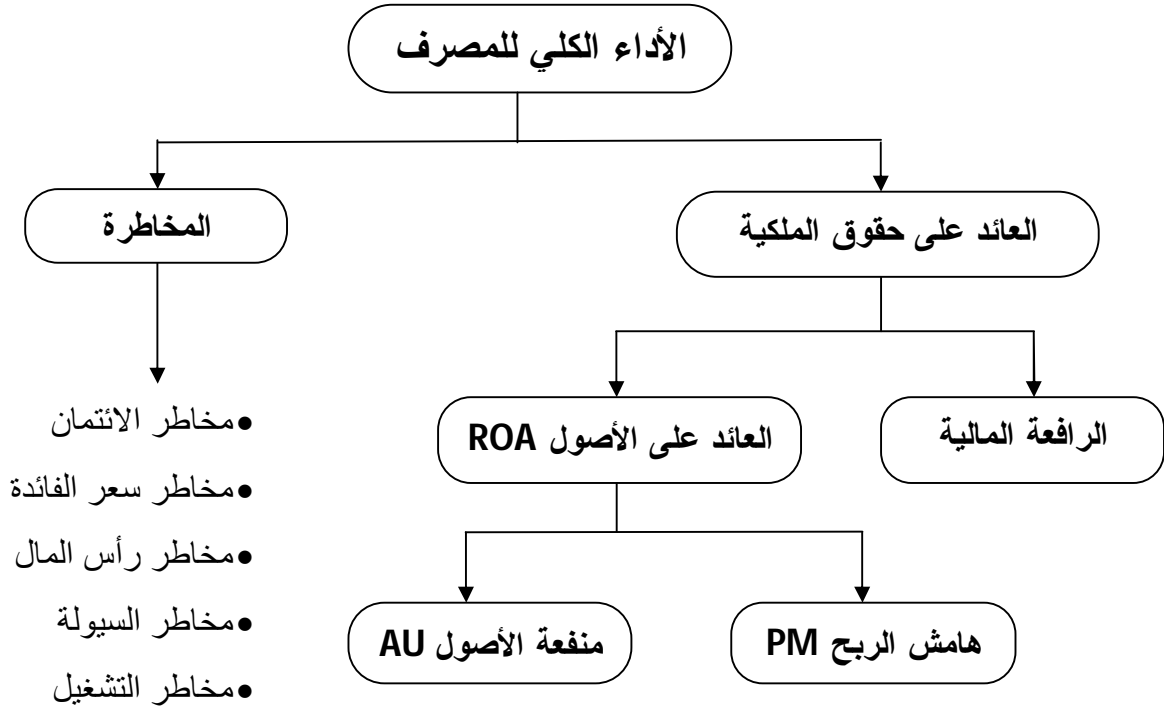 الأداء الكلي للمصرف
العائد على حقوق الملكية
المخاطرة
الرافعة المالية
العائد على الأصول ROA
هامش الربح PM
منفعة الأصول AU
●مخاطر الائتمان
●مخاطر سعر الفائدة
●مخاطر رأس المال
●مخاطر السيولة
●مخاطر التشغيل